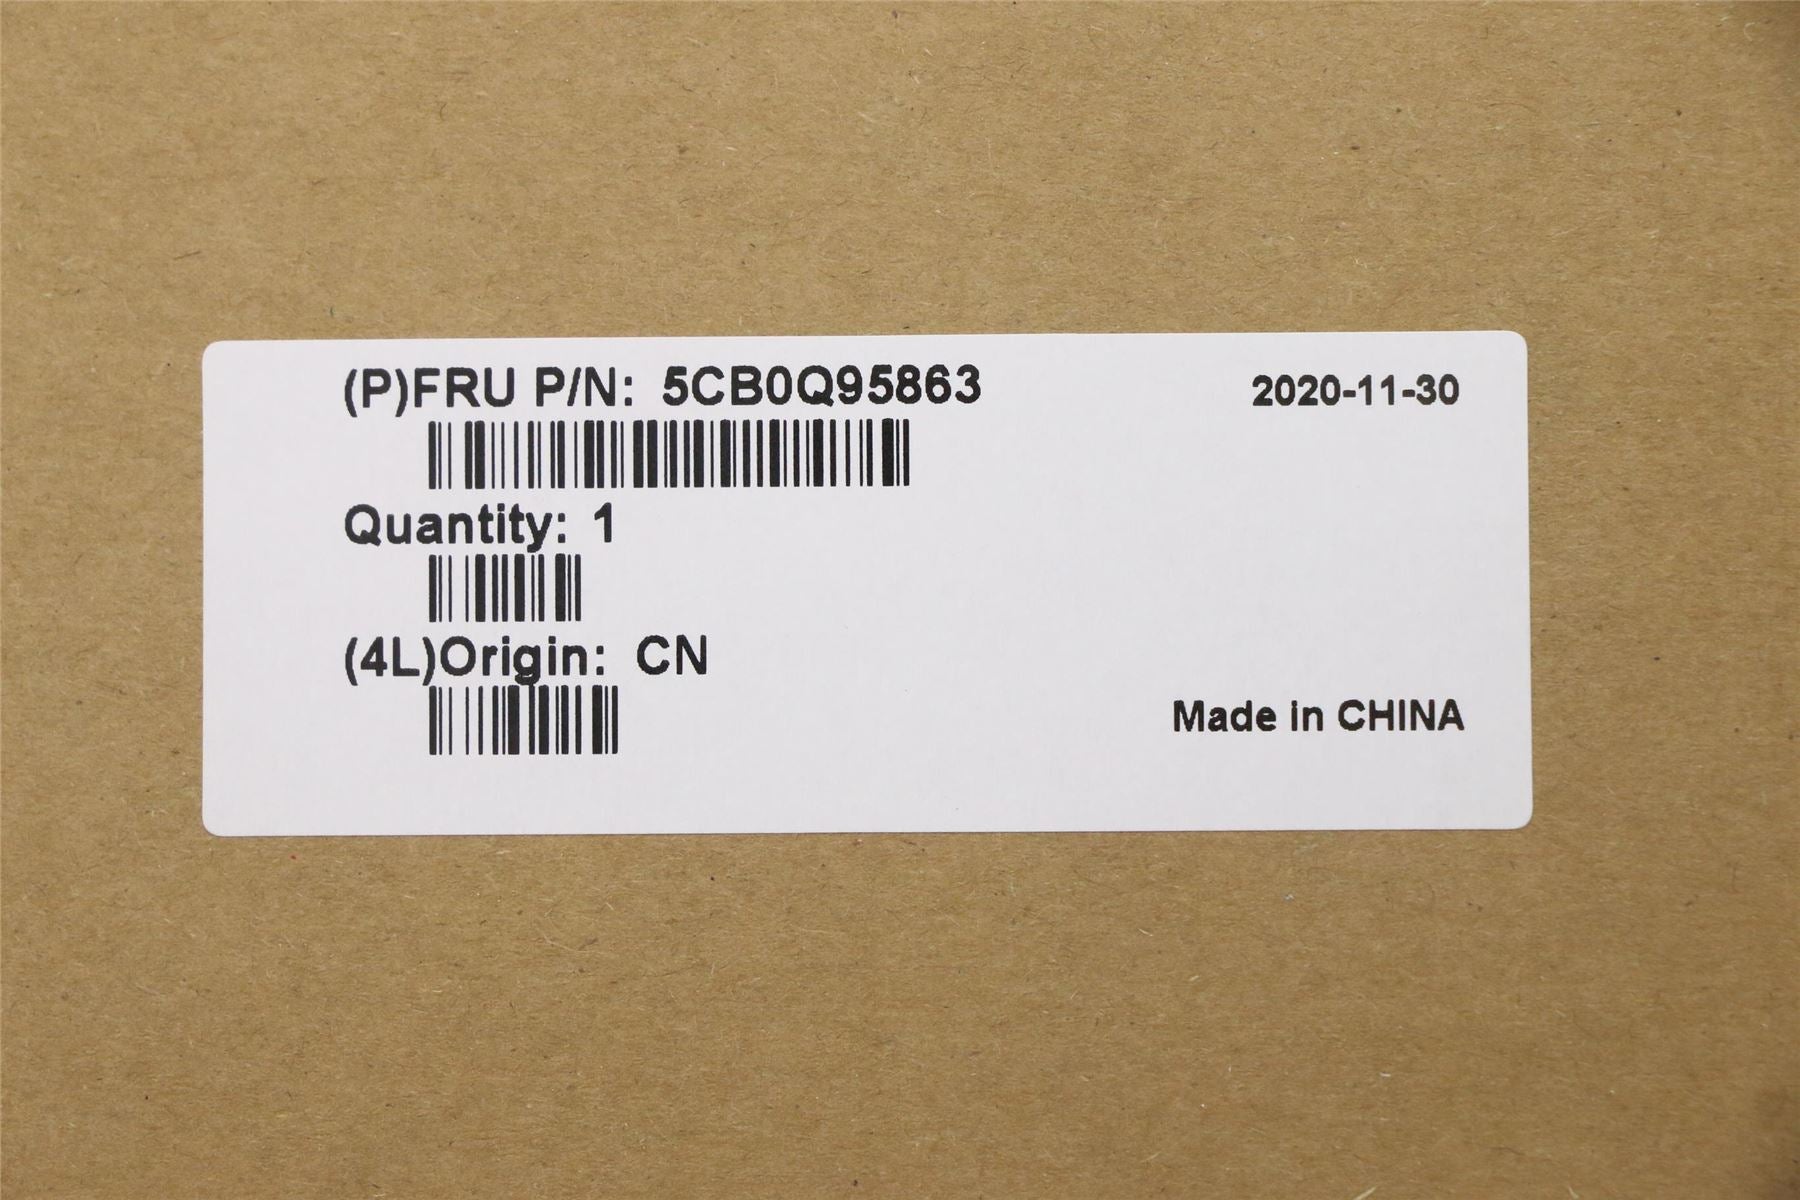 (P)FRU P/N: 5CB0Q95863
2020-11-30
Quantity: 1
(4L)Origin: CN
Made in CHINA